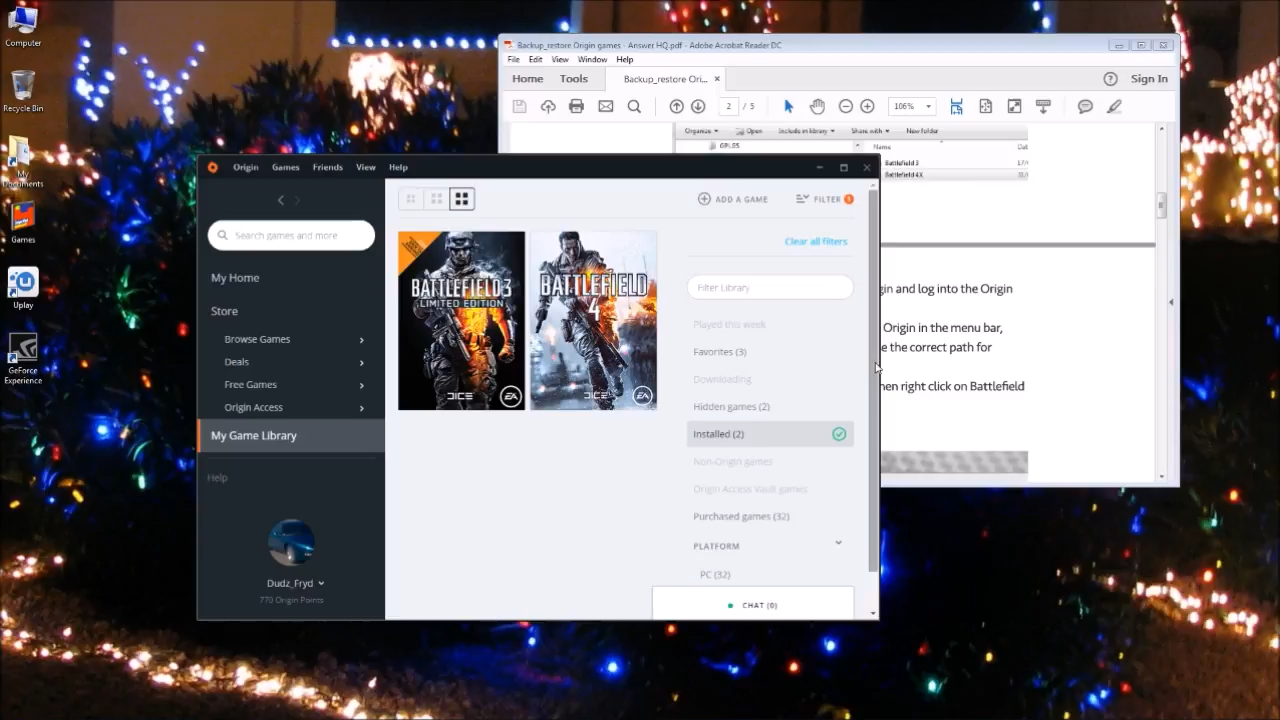 Computer
Recycle Bin
My Documents
Games
Uplay
GeForce Experience
Backup_restore Origin games - Answer HQ.pdf - Adobe Acrobat Reader DC
File Edit View Window Help
Home Tools Backup_restore Ori... × Sign In
2 / 5 106%
Organize Open Include in library Share with New folder
Name
Battlefield 3
Battlefield 4X
gin and log into the Origin
Origin in the menu bar,
e the correct path for
hen right click on Battlefield
Origin Games Friends View Help
Search games and more
My Home
Store
Browse Games
Deals
Free Games
Origin Access
My Game Library
Help
Dudz_Fryd
770 Origin Points
ADD A GAME FILTER 1
BATTLEFIELD 3
LIMITED EDITION
DICE EA
BATTLEFIELD
4
DICE EA
Clear all filters
Filter Library
Played this week
Favorites (3)
Downloading
Hidden games (2)
Installed (2)
Non-Origin games
Origin Access Vault games
Purchased games (32)
PLATFORM
PC (32)
CHAT (0)